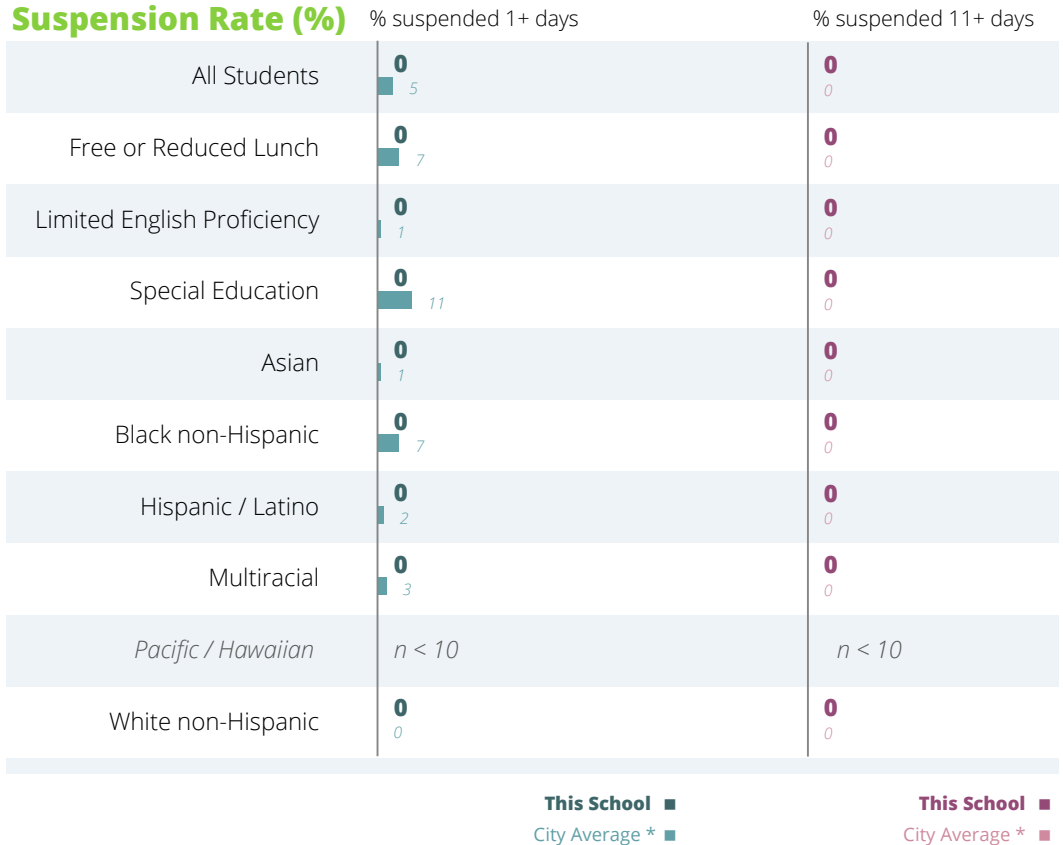 Suspension Rate (%) % suspended 1+ days % suspended 11+ days
All Students 0 0
5 0
Free or Reduced Lunch 0 0
7 0
Limited English Proficiency 0 0
1 0
Special Education 0 0
11 0
Asian 0 0
1 0
Black non-Hispanic 0 0
7 0
Hispanic / Latino 0 0
2 0
Multiracial 0 0
3 0
Pacific / Hawaiian n < 10 n < 10
White non-Hispanic 0 0
0 0
This School This School
City Average * City Average *